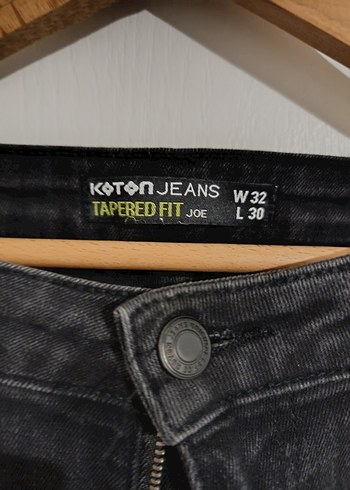 KOTON JEANS W 32
TAPERED FIT JOE L 30